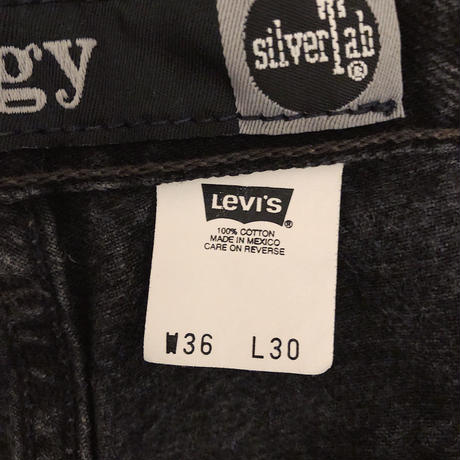 gy
silverTab
®
LEVI'S
®
100% COTTON
MADE IN MEXICO
CARE ON REVERSE
W36 L30